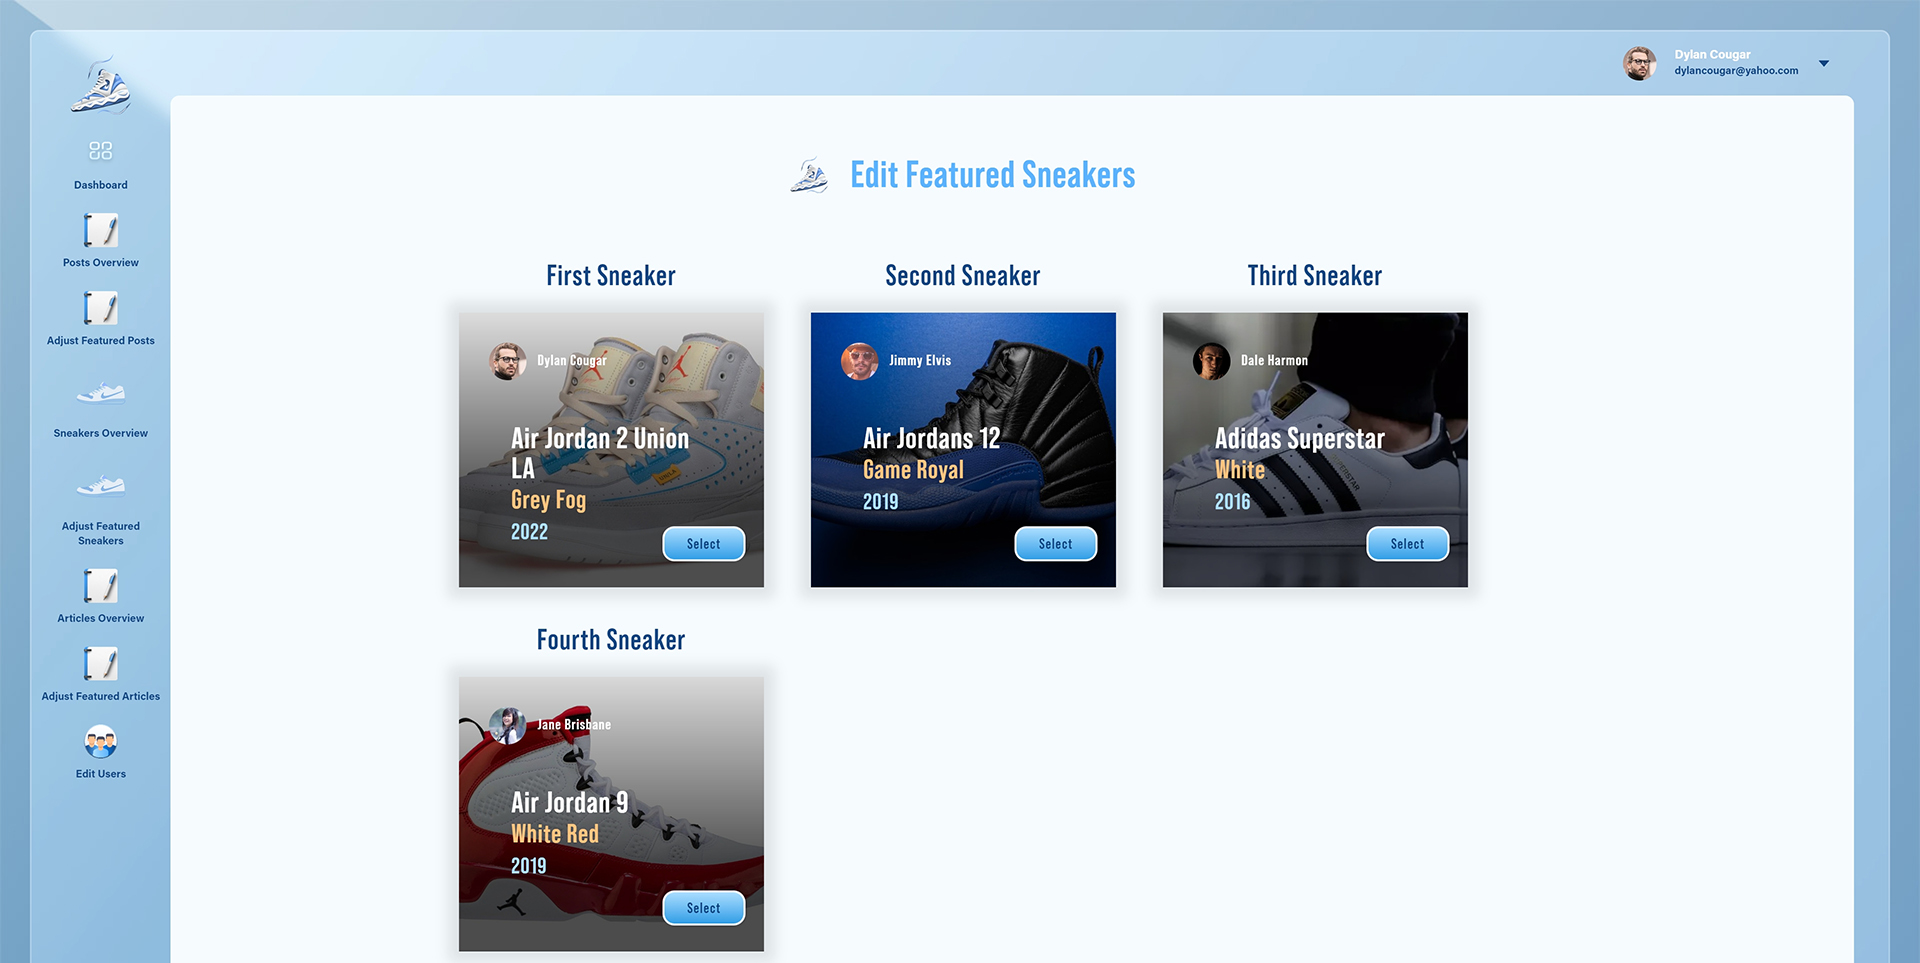 Dylan Cougar
dylancougar@yahoo.com
Dashboard
Posts Overview
Adjust Featured Posts
Sneakers Overview
Adjust Featured
Sneakers
Articles Overview
Adjust Featured Articles
Edit Users
Edit Featured Sneakers
First Sneaker
Dylan Cougar
Air Jordan 2 Union
LA
Grey Fog
2022
Select
Second Sneaker
Jimmy Elvis
Air Jordans 12
Game Royal
2019
Select
Third Sneaker
Dale Harmon
Adidas Superstar
White
2016
Select
Fourth Sneaker
Jane Brisbane
Air Jordan 9
White Red
2019
Select